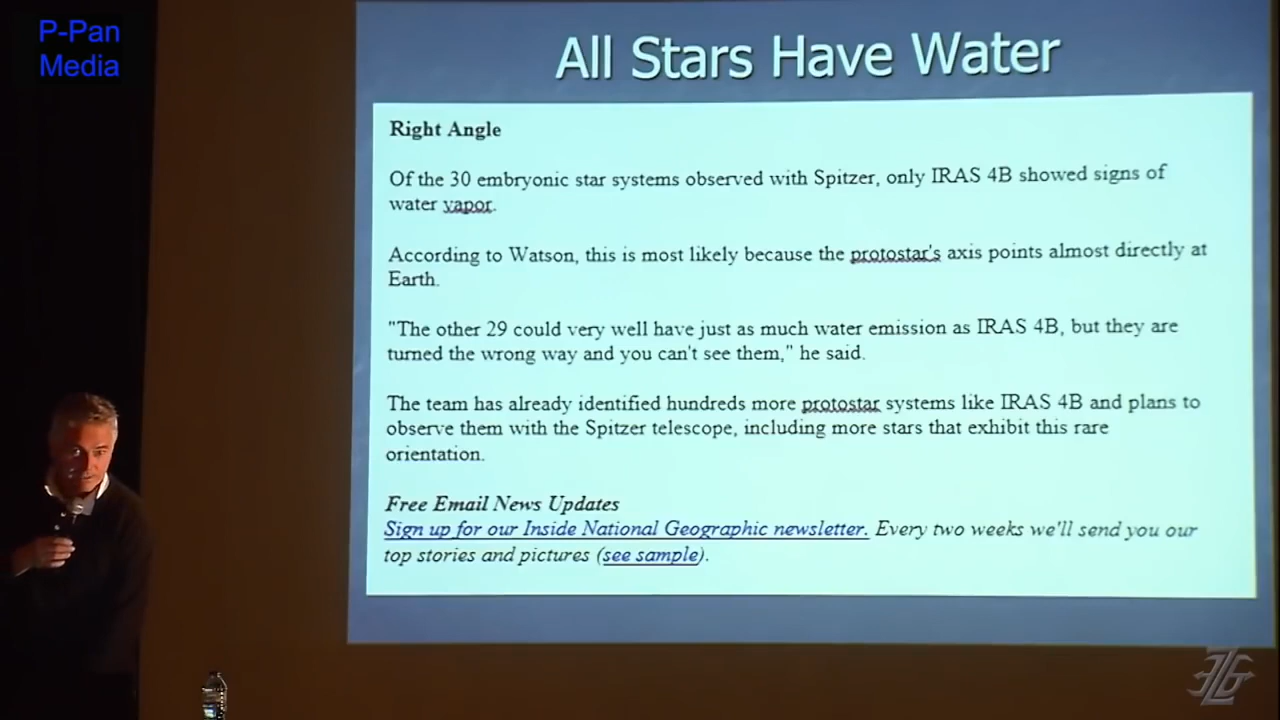 P-Pan
Media
All Stars Have Water
Right Angle
Of the 30 embryonic star systems observed with Spitzer, only IRAS 4B showed signs of
water vapor.
According to Watson, this is most likely because the protostar's axis points almost directly at
Earth.
"The other 29 could very well have just as much water emission as IRAS 4B, but they are
turned the wrong way and you can't see them," he said.
The team has already identified hundreds more protostar systems like IRAS 4B and plans to
observe them with the Spitzer telescope, including more stars that exhibit this rare
orientation.
Free Email News Updates
Sign up for our Inside National Geographic newsletter. Every two weeks we'll send you our
top stories and pictures (see sample).